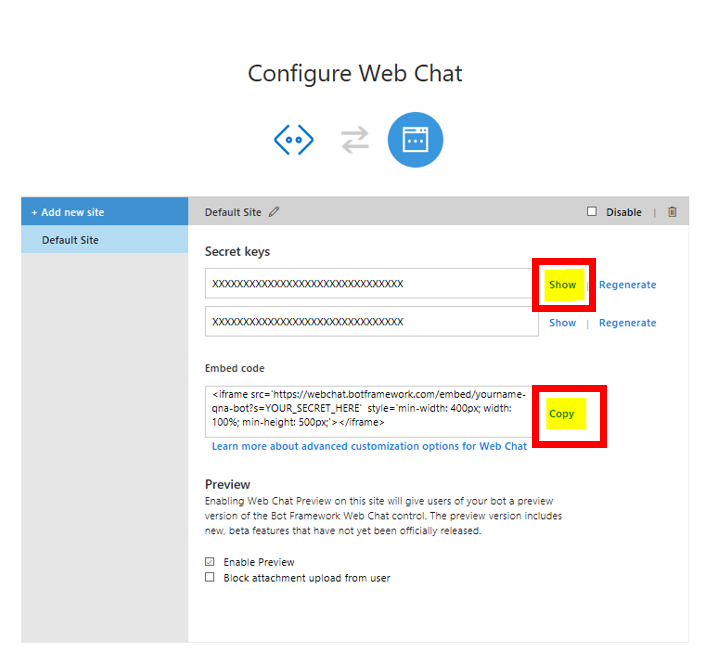 Configure Web Chat
+ Add new site
Default Site
Default Site
Disable |
Secret keys
XXXXXXXXXXXXXXXXXXXXXXXXXXXXXXX
Show | Regenerate
XXXXXXXXXXXXXXXXXXXXXXXXXXXXXXX
Show | Regenerate
Embed code
<iframe src='https://webchat.botframework.com/embed/yourname-
qna-bot?s=YOUR_SECRET_HERE' style='min-width: 400px; width:
100%; min-height: 500px;'></iframe>
Copy
Learn more about advanced customization options for Web Chat
Preview
Enabling Web Chat Preview on this site will give users of your bot a preview
version of the Bot Framework Web Chat control. The preview version includes
new, beta features that have not yet been officially released.
Enable Preview
Block attachment upload from user